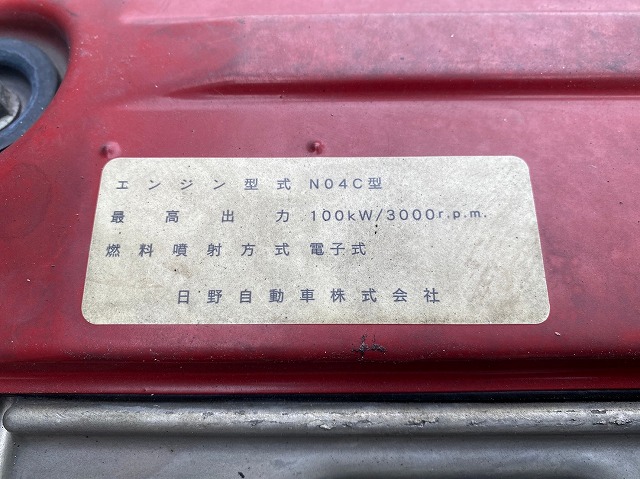 エンジン型式 N04C型
最高出力 100kW/3000r.p.m.
燃料噴射方式 電子式
日野自動車株式会社